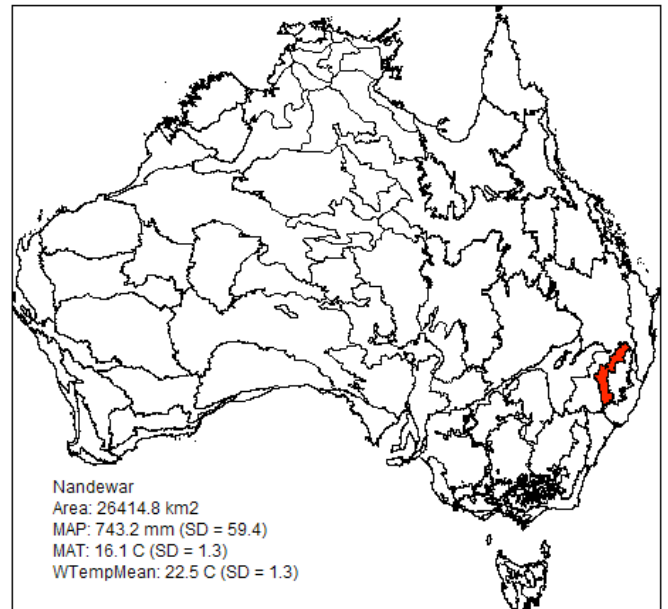 Nandewar
Area: 26414.8 km2
MAP: 743.2 mm (SD = 59.4)
MAT: 16.1 C (SD = 1.3)
WTempMean: 22.5 C (SD = 1.3)